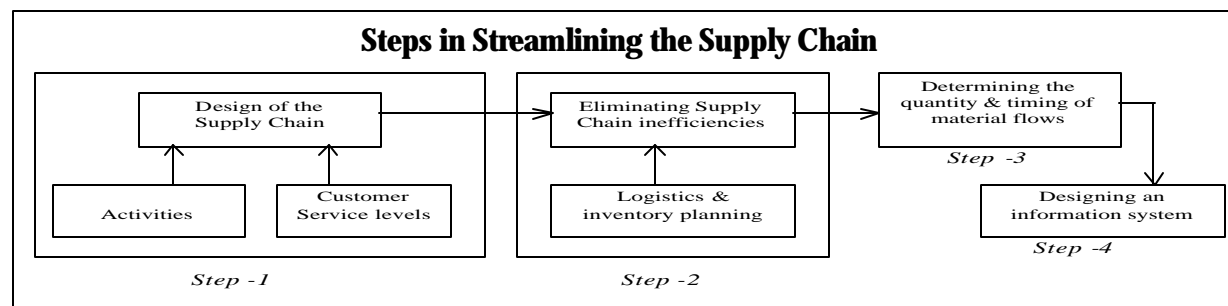 Steps in Streamlining the Supply Chain
Design of the
Supply Chain
Activities
Customer
Service levels
Step -1
Eliminating Supply
Chain inefficiencies
Logistics &
inventory planning
Step -2
Determining the
quantity & timing of
material flows
Step -3
Designing an
information system
Step -4